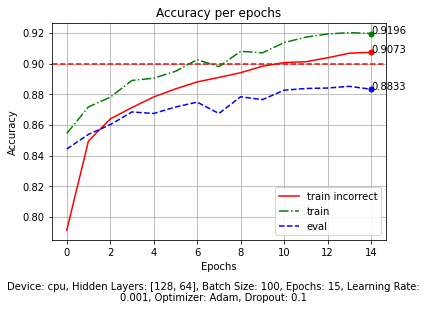 Accuracy per epochs
0.92
0.90
0.88
0.86
0.84
0.82
0.80
Accuracy
0.9196
0.9073
0.8833
train incorrect
train
eval
0 2 4 6 8 10 12 14
Epochs
Device: cpu, Hidden Layers: [128, 64], Batch Size: 100, Epochs: 15, Learning Rate:
0.001, Optimizer: Adam, Dropout: 0.1